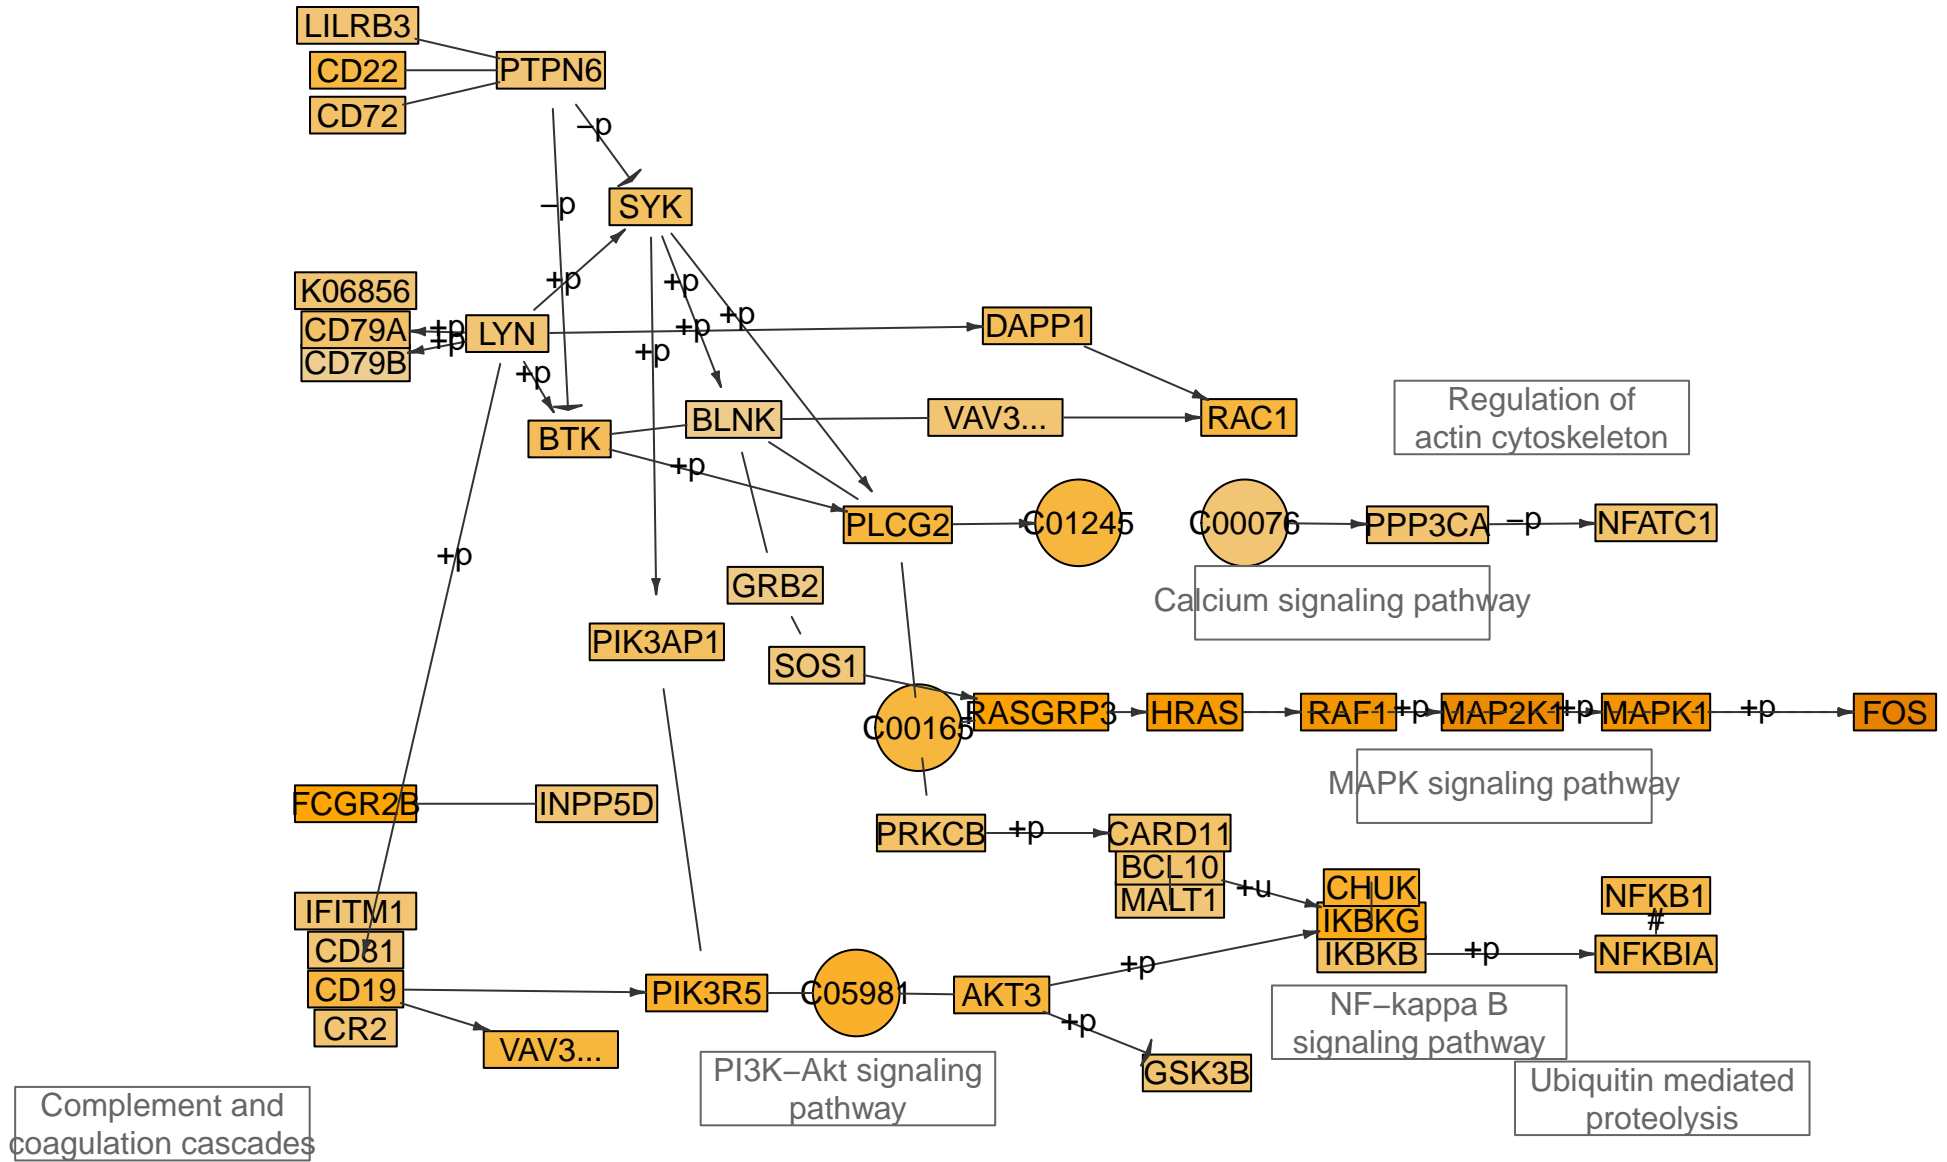 LILRB3
CD22
PTPN6
CD72
–p
SYK
–p
+p
+p
K06856
CD79A
+p
+p
LYN
CD79B
+p
+p
+p
DAPP1
+p
+p
BLNK
VAV3...
RAC1
Regulation of
actin cytoskeleton
BTK
+p
PLCG2
C01245
C00076
PPP3CA
–p
NFATC1
+p
GRB2
Calcium signaling pathway
PIK3AP1
SOS1
C00165
RASGRP3
HRAS
RAF1
+p
MAP2K1
+p
MAPK1
+p
FOS
MAPK signaling pathway
FCGR2B
INPP5D
PRKCB
+p
CARD11
BCL10
MALT1
+u
CHUK
IKBKG
IKBKB
NFKB1
#
+p
NFKBIA
IFITM1
CD81
CD19
CR2
VAV3...
PIK3R5
C05981
AKT3
+p
+p
GSK3B
NF–kappa B
signaling pathway
PI3K–Akt signaling
pathway
Ubiquitin mediated
proteolysis
Complement and
coagulation cascades